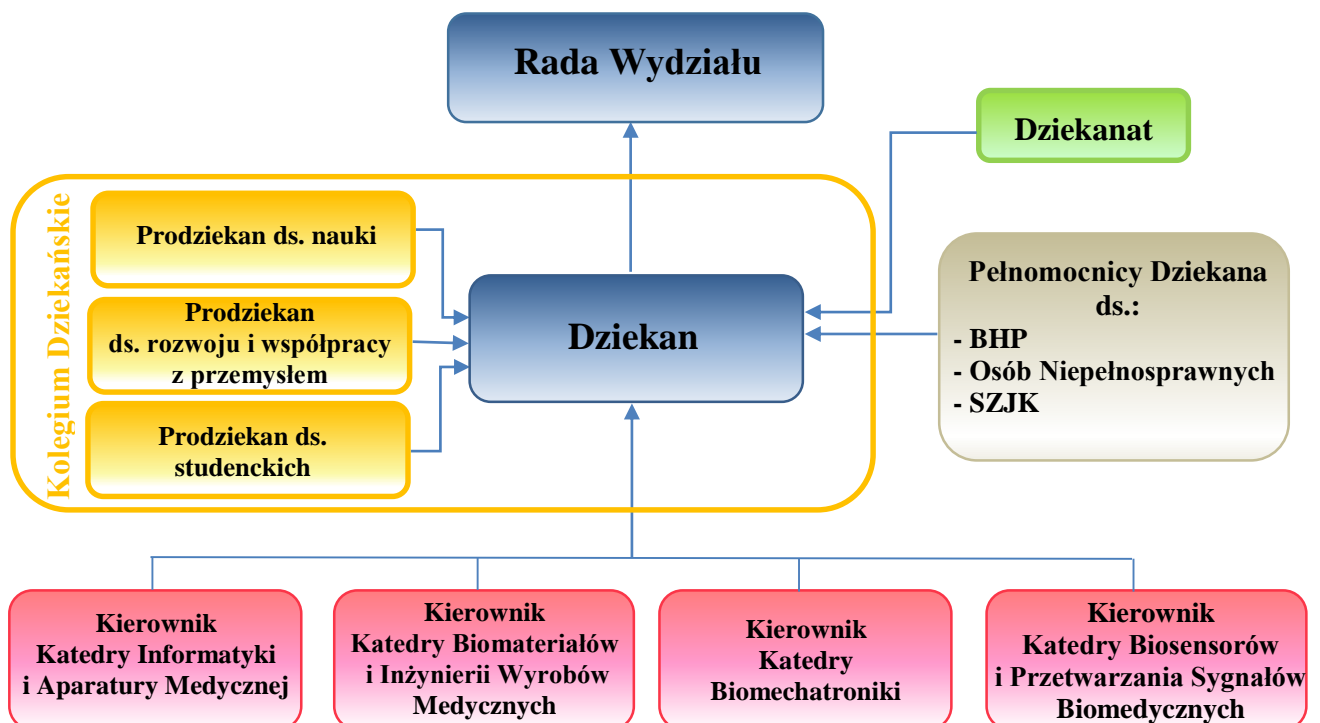 Rada Wydziału
Dziekanat
Kolegium Dziekańskie
Prodziekan ds. nauki
Prodziekan
ds. rozwoju i współpracy
z przemysłem
Prodziekan ds.
studenckich
Dziekan
Pełnomocnicy Dziekana
ds.:
- BHP
- Osób Niepełnosprawnych
- SZJK
Kierownik
Katedry Informatyki
i Aparatury Medycznej
Kierownik
Katedry Biomateriałów
i Inżynierii Wyrobów
Medycznych
Kierownik
Katedry
Biomechatroniki
Kierownik
Katedry Biosensorów
i Przetwarzania Sygnałów
Biomedycznych